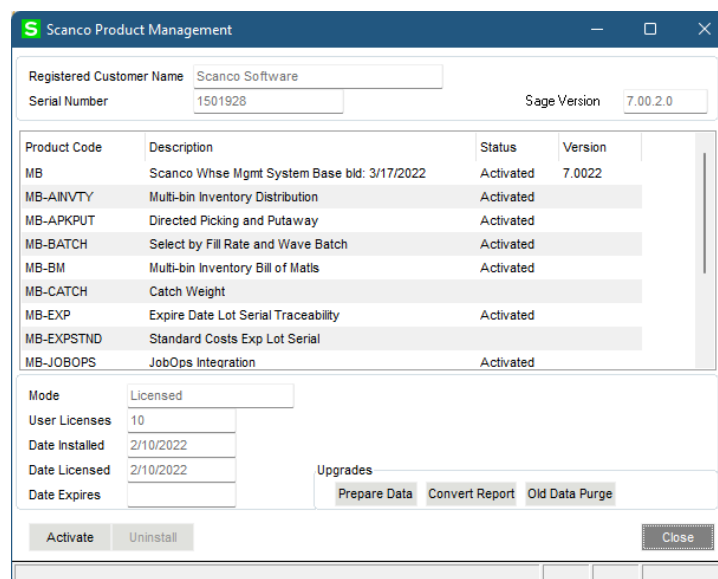 S Scanco Product Management
Registered Customer Name Scanco Software
Serial Number 1501928 Sage Version 7.00.2.0
Product Code Description Status Version
MB Scanco Whse Mgmt System Base bld: 3/17/2022 Activated 7.0022
MB-AINVTY Multi-bin Inventory Distribution Activated
MB-APKPUT Directed Picking and Putaway Activated
MB-BATCH Select by Fill Rate and Wave Batch Activated
MB-BM Multi-bin Inventory Bill of Matls Activated
MB-CATCH Catch Weight
MB-EXP Expire Date Lot Serial Traceability Activated
MB-EXPSTND Standard Costs Exp Lot Serial
MB-JOBOPS JobOps Integration Activated
Mode Licensed
User Licenses 10
Date Installed 2/10/2022
Date Licensed 2/10/2022 Upgrades
Date Expires Prepare Data Convert Report Old Data Purge
Activate Uninstall Close